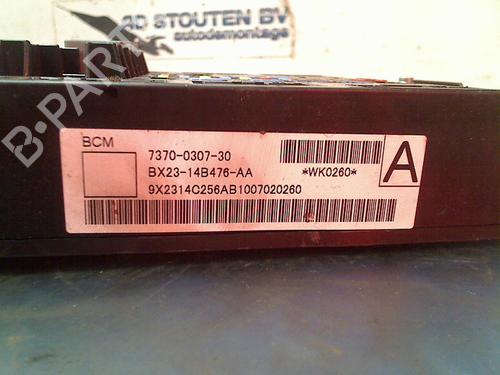 AD STOUTEN BV
autodemontage
B-PARTS
BCM
7370-0307-30
BX23-14B476-AA
*WK0260*
A
9X2314C256AB1007020260